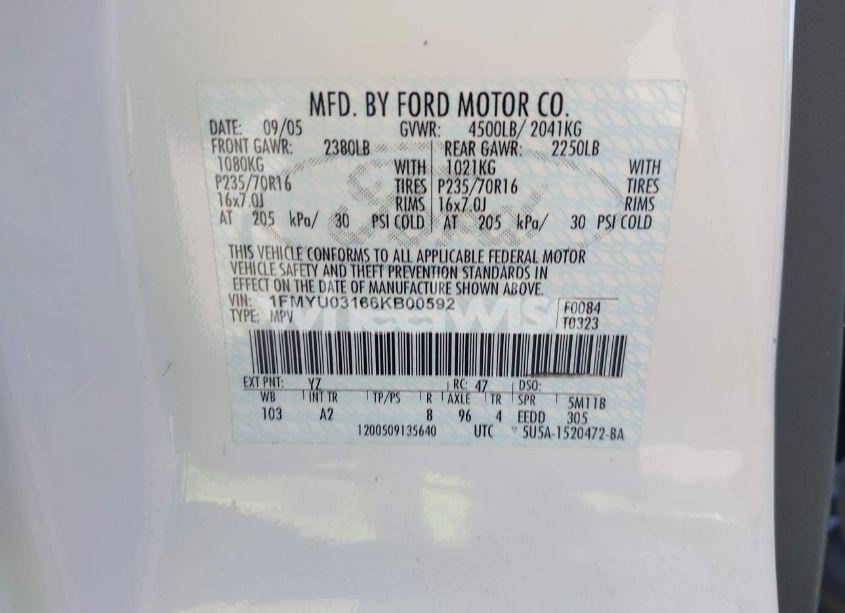 MFD. BY FORD MOTOR CO.
DATE: 09/05 GVWR: 4500LB/ 2041KG
FRONT GAWR: 2380LB REAR GAWR: 2250LB
1080KG WITH 1021KG WITH
P235/70R16 TIRES P235/70R16 TIRES
16x7.0J RIMS 16x7.0J RIMS
AT 205 kPa/ 30 PSI COLD AT 205 kPa/ 30 PSI COLD
THIS VEHICLE CONFORMS TO ALL APPLICABLE FEDERAL MOTOR
VEHICLE SAFETY AND THEFT PREVENTION STANDARDS IN
EFFECT ON THE DATE OF MANUFACTURE SHOWN ABOVE.
VIN: 1FMYU03166KB00592 F0084
TYPE: MPV T0323
EXT PNT: YZ RC: 47 DSO:
WB INT TR TP/PS R AXLE TR SPR 5M11B
103 A2 8 96 4 EEDD 305
1200509135640 UTC 5U5A-1520472-BA